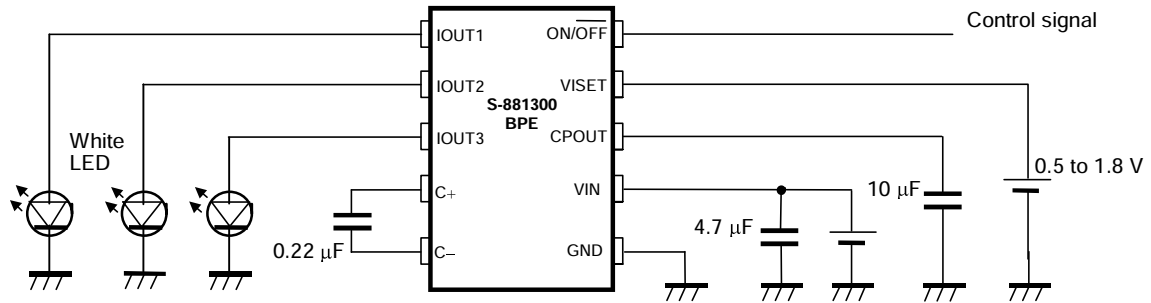 Control signal
IOUT1
ON/OFF
IOUT2
VISET
S-881300
BPE
White
LED
IOUT3
CPOUT
0.5 to 1.8 V
C+
VIN
10 μF
0.22 μF
4.7 μF
C–
GND